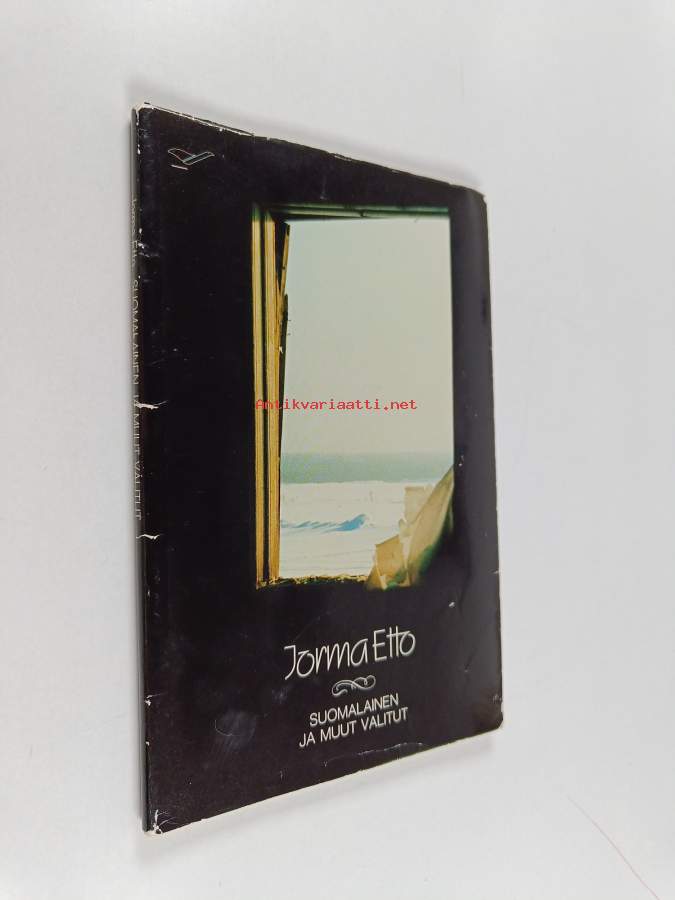 Jorma Etto SUOMALAINEN JA MUUT VALITUT
Antikvariaatti.net
Jorma Etto
SUOMALAINEN
JA MUUT VALITUT